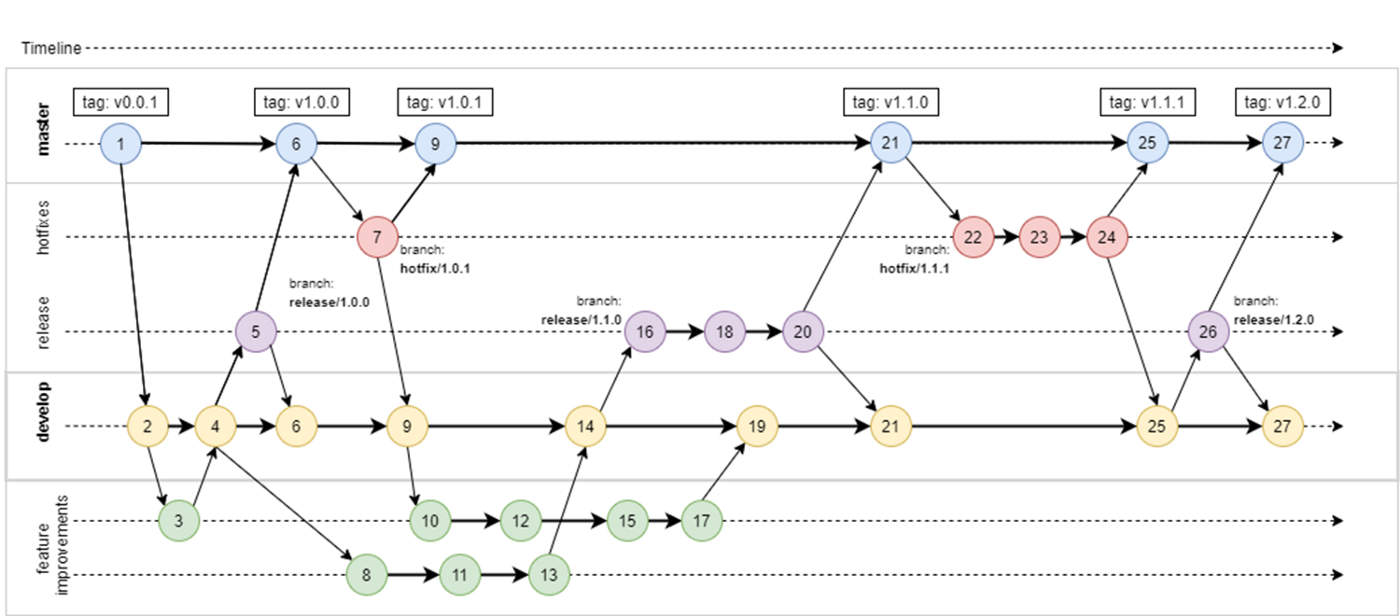 Timeline
tag: v0.0.1
tag: v1.0.0
tag: v1.0.1
tag: v1.1.0
tag: v1.1.1
tag: v1.2.0
master
1
6
9
21
25
27
hotfixes
7
22
23
24
branch:
hotfix/1.0.1
branch:
hotfix/1.1.1
branch:
release/1.0.0
branch:
release/1.1.0
branch:
release/1.2.0
release
5
16
18
20
26
develop
2
4
6
9
14
19
21
25
27
feature
improvements
3
10
12
15
17
8
11
13